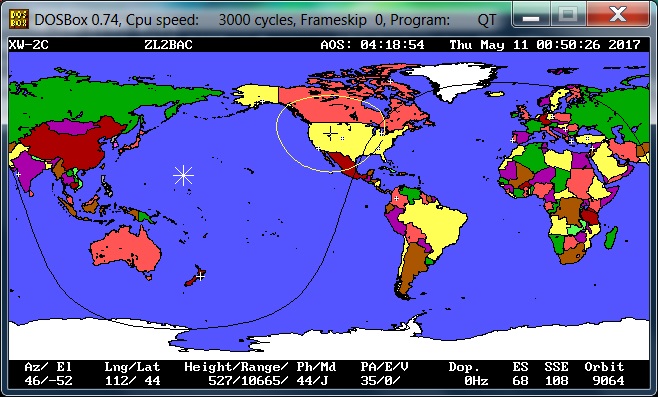 DOSBox 0.74, Cpu speed: 3000 cycles, Frameskip 0, Program: QT
XW-2C ZL2BAC AOS: 04:18:54 Thu May 11 00:50:26 2017
Az/ El Lng/Lat Height/Range/ Ph/Md PA/E/V Dop. ES SSE Orbit
46/-52 112/ 44 527/10665/ 44/J 35/0/ 0Hz 68 108 9064